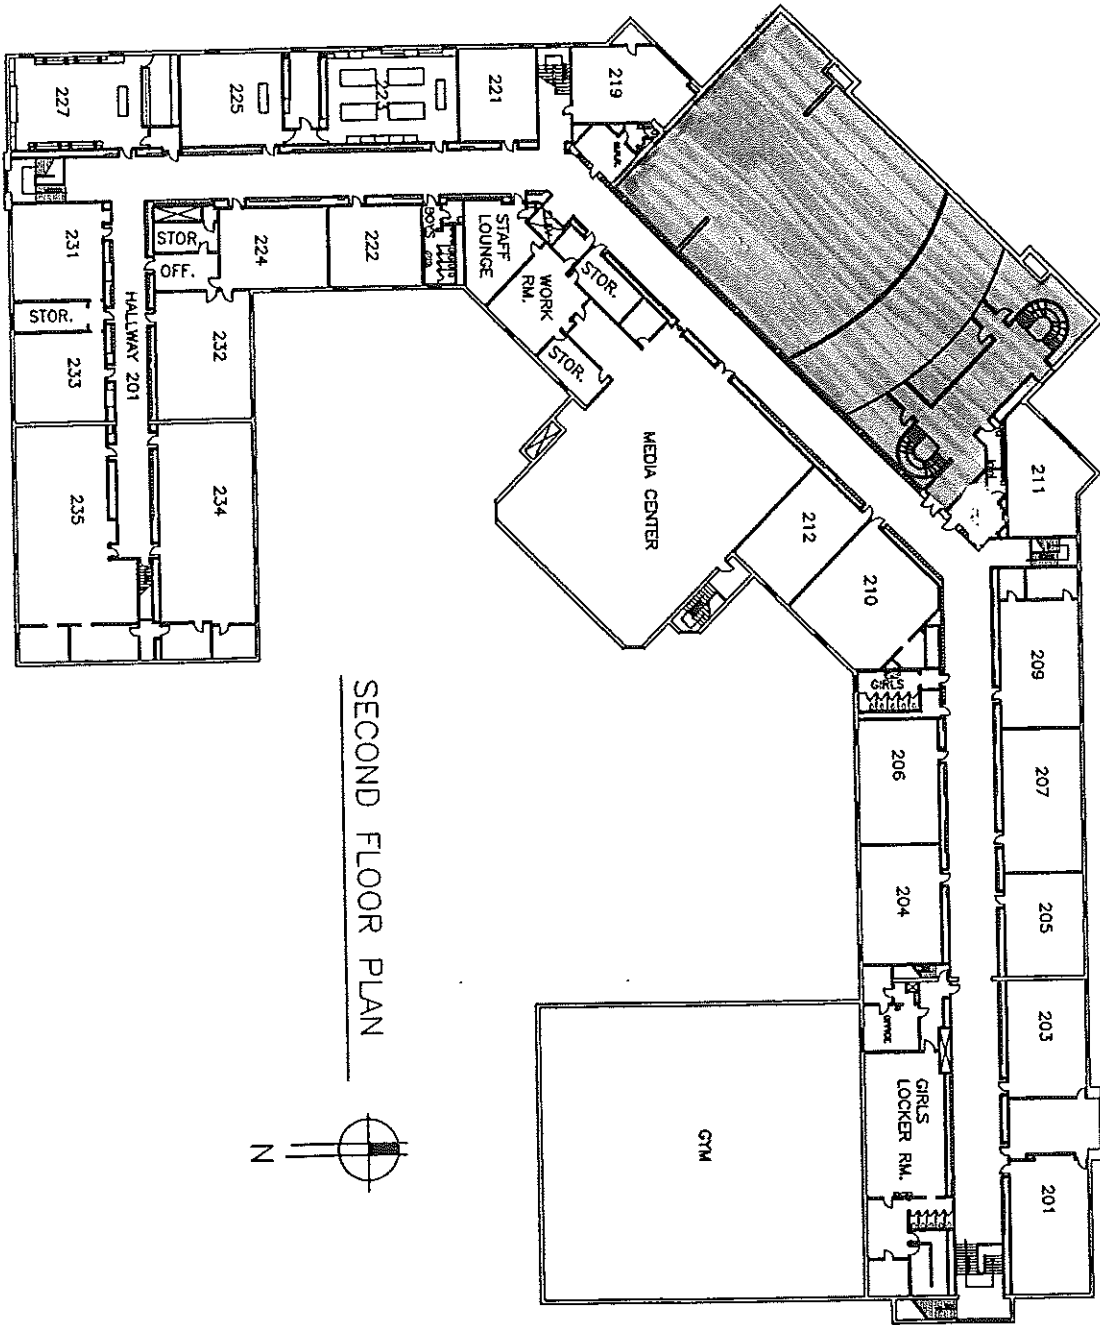 219
221
223
225
227
STAFF
LOUNGE
BOYS
222
224
STOR.
OFF.
231
STOR.
WORK
RM.
STOR.
STOR.
HALLWAY 201
232
233
234
235
MEDIA CENTER
211
212
210
209
GIRLS
207
206
205
204
203
OFFICE
GIRLS
LOCKER RM.
201
GYM
SECOND FLOOR PLAN
N